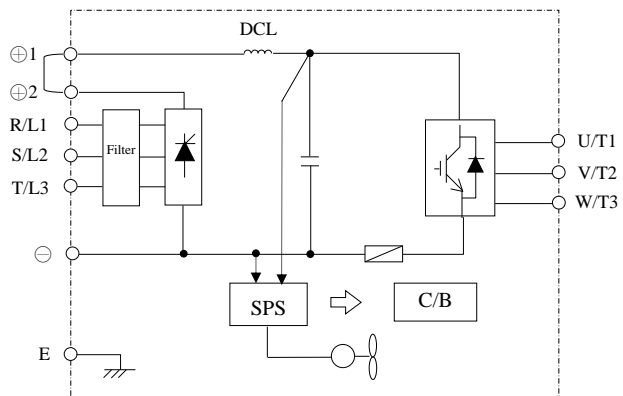 DCL
⊕1
⊕2
R/L1
S/L2
T/L3
Filter
U/T1
V/T2
W/T3
⊖
SPS
C/B
E